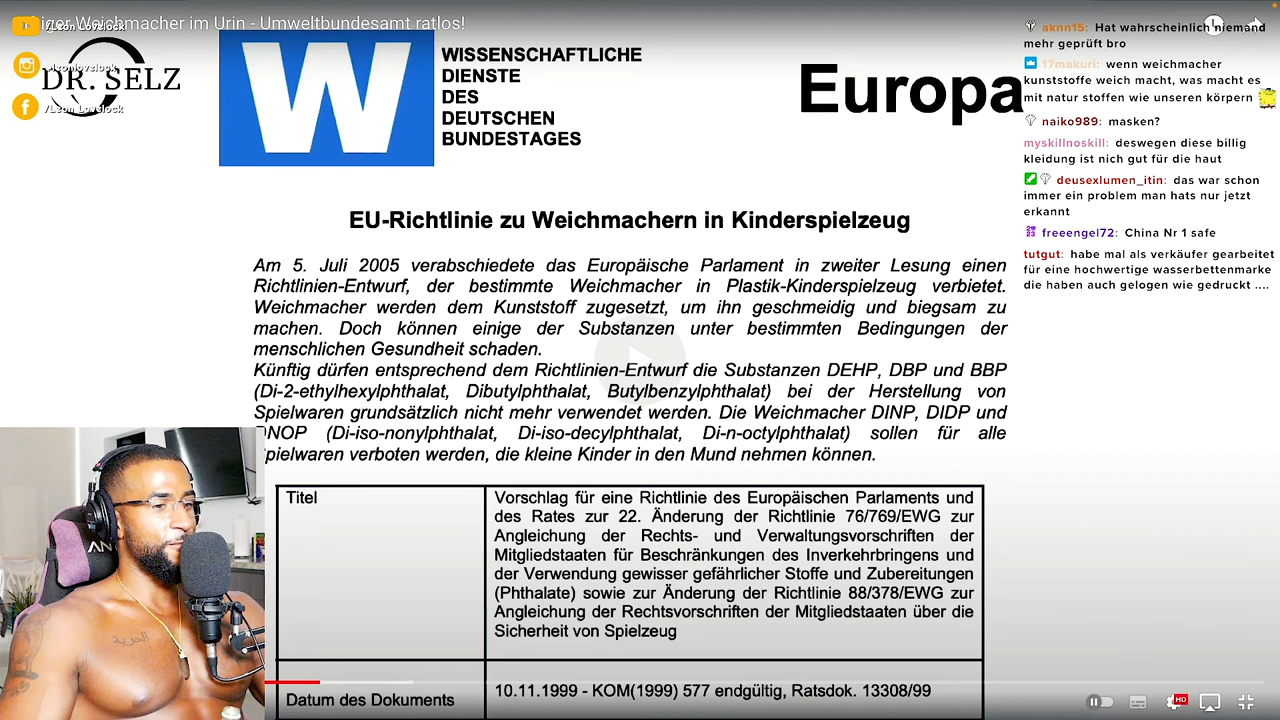 iger Weichmacher im Urin - Umweltbundesamt ratlos!
/Leon Lovelock
/leonlovelock
/Leon Lovelock
DR. SELZ
W
WISSENSCHAFTLICHE
DIENSTE
DES
DEUTSCHEN
BUNDESTAGES
Europa
EU-Richtlinie zu Weichmachern in Kinderspielzeug
Am 5. Juli 2005 verabschiedete das Europäische Parlament in zweiter Lesung einen
Richtlinien-Entwurf, der bestimmte Weichmacher in Plastik-Kinderspielzeug verbietet.
Weichmacher werden dem Kunststoff zugesetzt, um ihn geschmeidig und biegsam zu
machen. Doch können einige der Substanzen unter bestimmten Bedingungen der
menschlichen Gesundheit schaden.
Künftig dürfen entsprechend dem Richtlinien-Entwurf die Substanzen DEHP, DBP und BBP
(Di-2-ethylhexylphthalat, Dibutylphthalat, Butylbenzylphthalat) bei der Herstellung von
Spielwaren grundsätzlich nicht mehr verwendet werden. Die Weichmacher DINP, DIDP und
DNOP (Di-iso-nonylphthalat, Di-iso-decylphthalat, Di-n-octylphthalat) sollen für alle
pielwaren verboten werden, die kleine Kinder in den Mund nehmen können.
Titel
Vorschlag für eine Richtlinie des Europäischen Parlaments und
des Rates zur 22. Änderung der Richtlinie 76/769/EWG zur
Angleichung der Rechts- und Verwaltungsvorschriften der
Mitgliedstaaten für Beschränkungen des Inverkehrbringens und
der Verwendung gewisser gefährlicher Stoffe und Zubereitungen
(Phthalate) sowie zur Änderung der Richtlinie 88/378/EWG zur
Angleichung der Rechtsvorschriften der Mitgliedstaaten über die
Sicherheit von Spielzeug
Datum des Dokuments
10.11.1999 - KOM(1999) 577 endgültig, Ratsdok. 13308/99
aknn15: Hat wahrscheinlich niemand
mehr geprüft bro
17makuri: wenn weichmacher
kunststoffe weich macht, was macht es
mit natur stoffen wie unseren körpern
naiko989: masken?
myskillnoskill: deswegen diese billig
kleidung ist nich gut für die haut
deusexlumen_itin: das war schon
immer ein problem man hats nur jetzt
erkannt
freeengel72: China Nr 1 safe
tutgut: habe mal als verkäufer gearbeitet
für eine hochwertige wasserbettenmarke
die haben auch gelogen wie gedruckt ....
AN
الحرية
HD